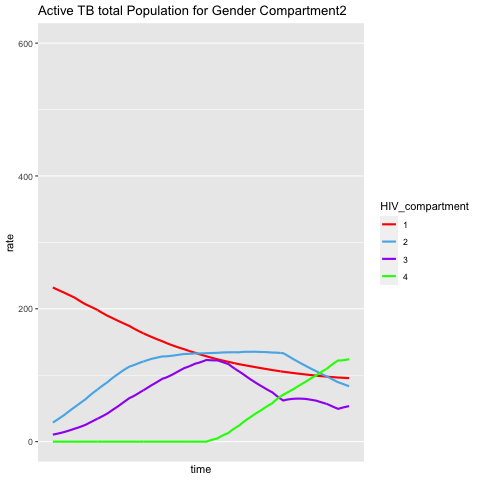 Active TB total Population for Gender Compartment2
600
400
200
0
rate
time
HIV_compartment
1
2
3
4